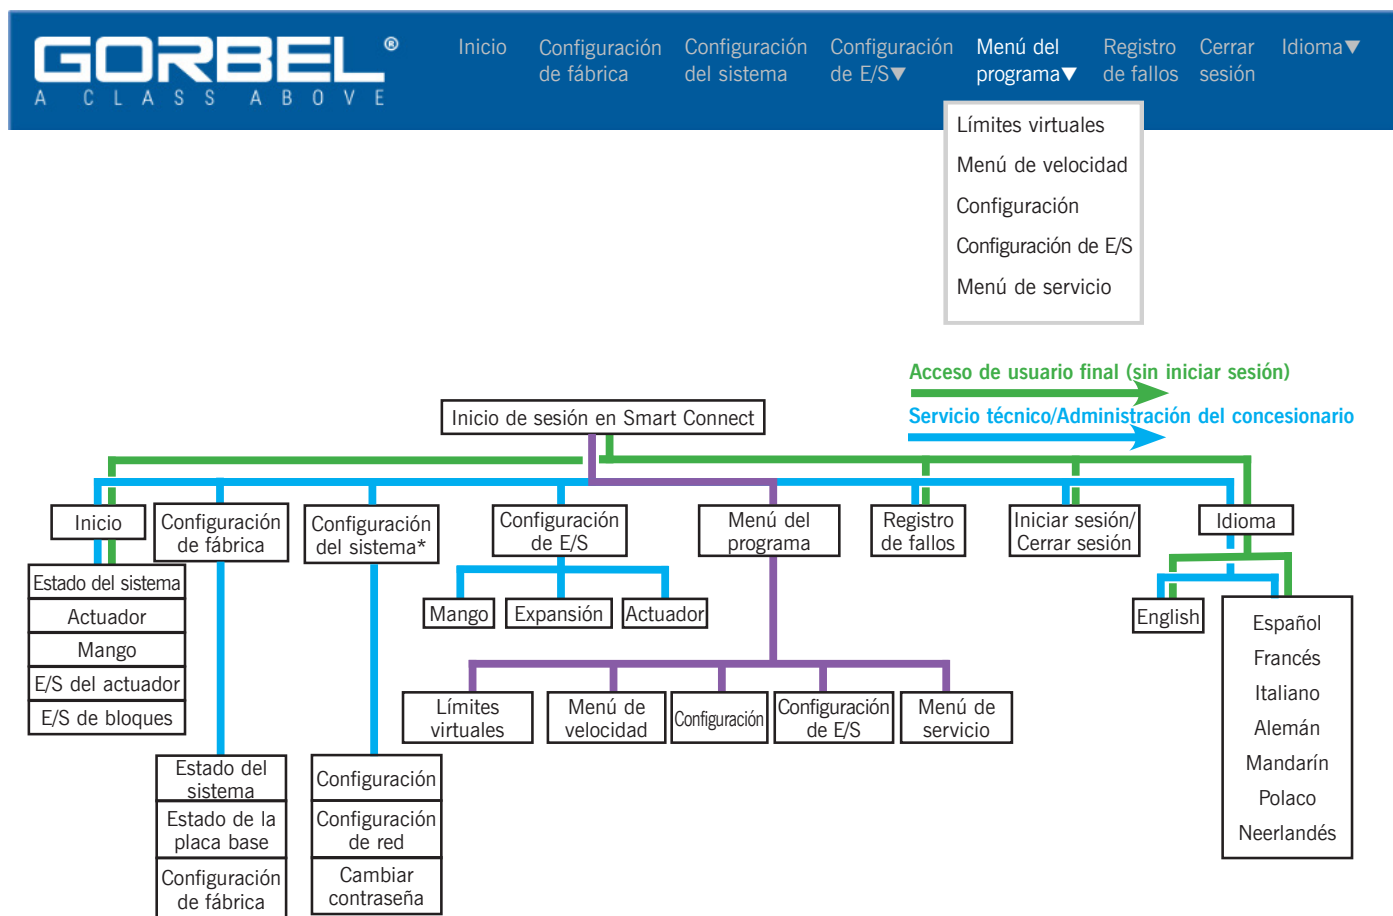 GORBEL®
A CLASS ABOVE
Inicio
Configuración
de fábrica
Configuración
del sistema
Configuración
de E/S▼
Menú del
programa▼
Registro
de fallos
Cerrar
sesión
Idioma▼
Límites virtuales
Menú de velocidad
Configuración
Configuración de E/S
Menú de servicio
Acceso de usuario final (sin iniciar sesión)
Servicio técnico/Administración del concesionario
Inicio de sesión en Smart Connect
Inicio
Configuración
de fábrica
Configuración
del sistema*
Configuración
de E/S
Menú del
programa
Registro
de fallos
Iniciar sesión/
Cerrar sesión
Idioma
Estado del sistema
Actuador
Mango
E/S del actuador
E/S de bloques
Mango
Expansión
Actuador
English
Español
Francés
Italiano
Alemán
Mandarín
Polaco
Neerlandés
Límites
virtuales
Menú de
velocidad
Configuración
Configuración
de E/S
Menú de
servicio
Estado del
sistema
Estado de la
placa base
Configuración
de fábrica
Configuración
Configuración
de red
Cambiar
contraseña